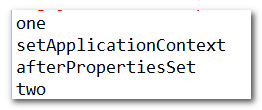 one
setApplicationContext
afterPropertiesSet
two